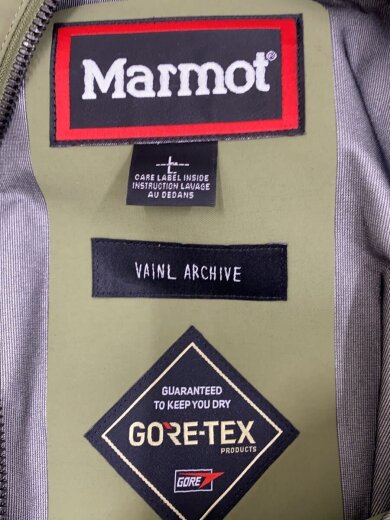 Marmot®
L
CARE LABEL INSIDE
INSTRUCTION LAVAGE
AU DEDANS
VAINL ARCHIVE
GUARANTEED
TO KEEP YOU DRY
GORE-TEX
PRODUCTS
GORE